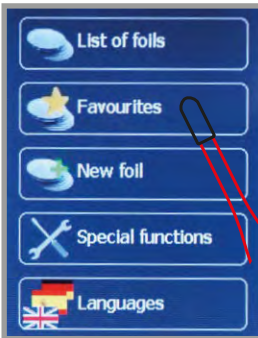 List of foils
Favourites
New foil
Special functions
Languages